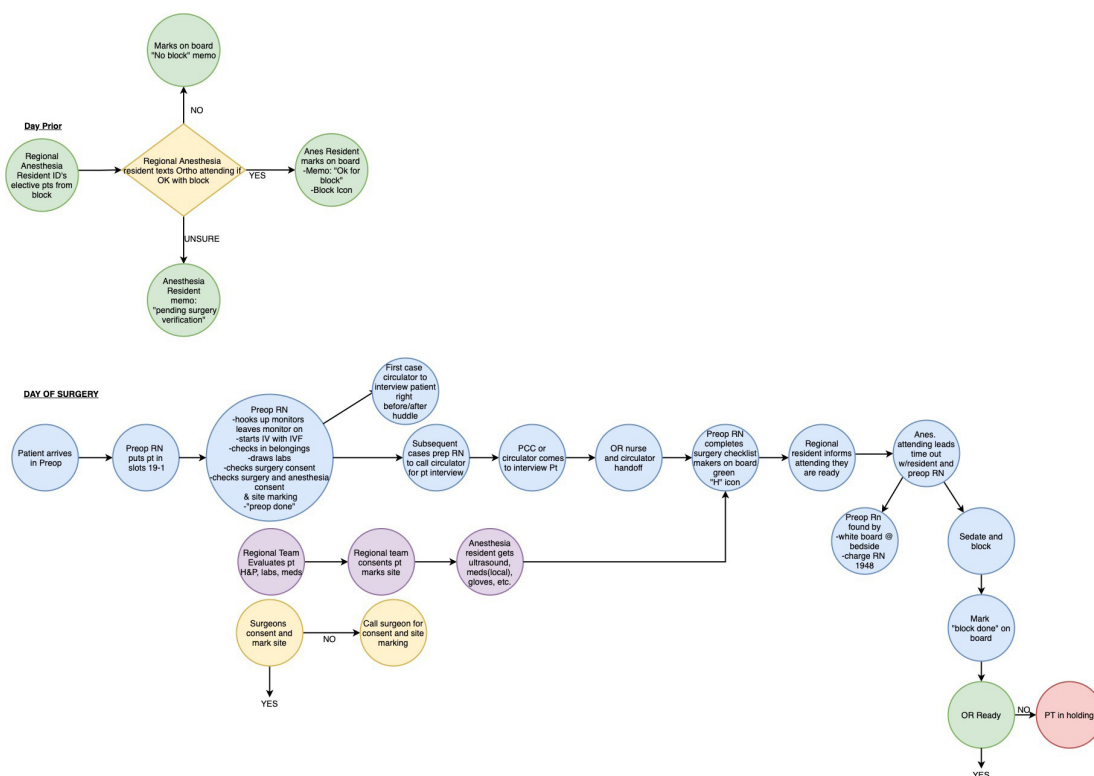 Marks on board
"No block" memo
NO
Day Prior
Regional
Anesthesia
Resident ID's
elective pts from
block
Regional Anesthesia
resident texts Ortho attending if
OK with block
YES
Anes Resident
marks on board
-Memo: "Ok for
block"
-Block Icon
UNSURE
Anesthesia
Resident
memo:
"pending surgery
verification"
DAY OF SURGERY
First case
circulator to
interview patient
right
before/after
huddle
Patient arrives
in Preop
Preop RN
puts pt in
slots 19-1
Preop RN
-hooks up monitors
leaves monitor on
-starts IV with IVF
-checks in belongings
-draws labs
-checks surgery consent
-checks surgery and anesthesia
consent
& site marking
-"preop done"
Subsequent
cases prep RN
to call circulator
for pt interview
PCC or
circulator comes
to interview Pt
OR nurse and
circulator
handoff
Preop RN
completes
surgery checklist
makers on board
green
"H" icon
Regional
resident informs
attending they
are ready
Anes.
attending leads
time out
w/resident and
preop RN
Preop Rn
found by
-white board @
bedside
-charge RN
1948
Sedate and
block
Regional Team
Evaluates pt
H&P, labs, meds
Regional team
consents pt
marks site
Anesthesia
resident gets
ultrasound,
meds(local),
gloves, etc.
Surgeons
consent and
mark site
NO
Call surgeon for
consent and site
marking
YES
Mark
"block done" on
board
OR Ready
NO
PT in holding
YES